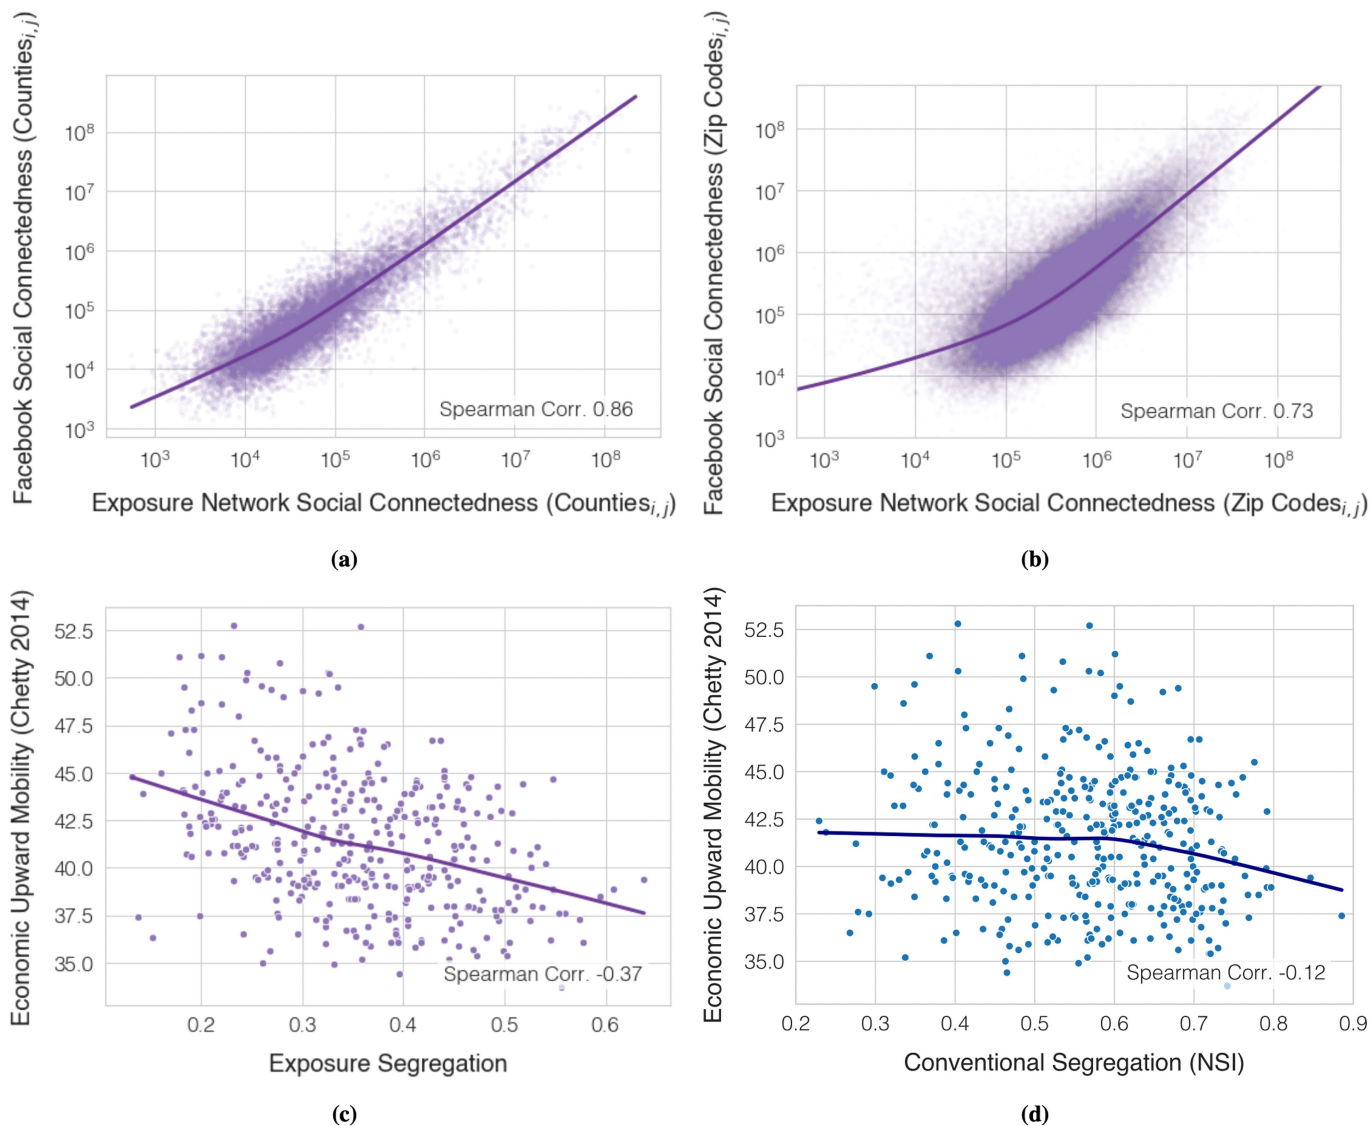 Facebook Social Connectedness (Counties_{i,j})
10^8
10^7
10^6
10^5
10^4
10^3
Spearman Corr. 0.86
10^3 10^4 10^5 10^6 10^7 10^8
Exposure Network Social Connectedness (Counties_{i,j})
(a)
Facebook Social Connectedness (Zip Codes_{i,j})
10^8
10^7
10^6
10^5
10^4
10^3
Spearman Corr. 0.73
10^3 10^4 10^5 10^6 10^7 10^8
Exposure Network Social Connectedness (Zip Codes_{i,j})
(b)
Economic Upward Mobility (Chetty 2014)
52.5
50.0
47.5
45.0
42.5
40.0
37.5
35.0
Spearman Corr. -0.37
0.2 0.3 0.4 0.5 0.6
Exposure Segregation
(c)
Economic Upward Mobility (Chetty 2014)
52.5
50.0
47.5
45.0
42.5
40.0
37.5
35.0
Spearman Corr. -0.12
0.2 0.3 0.4 0.5 0.6 0.7 0.8 0.9
Conventional Segregation (NSI)
(d)